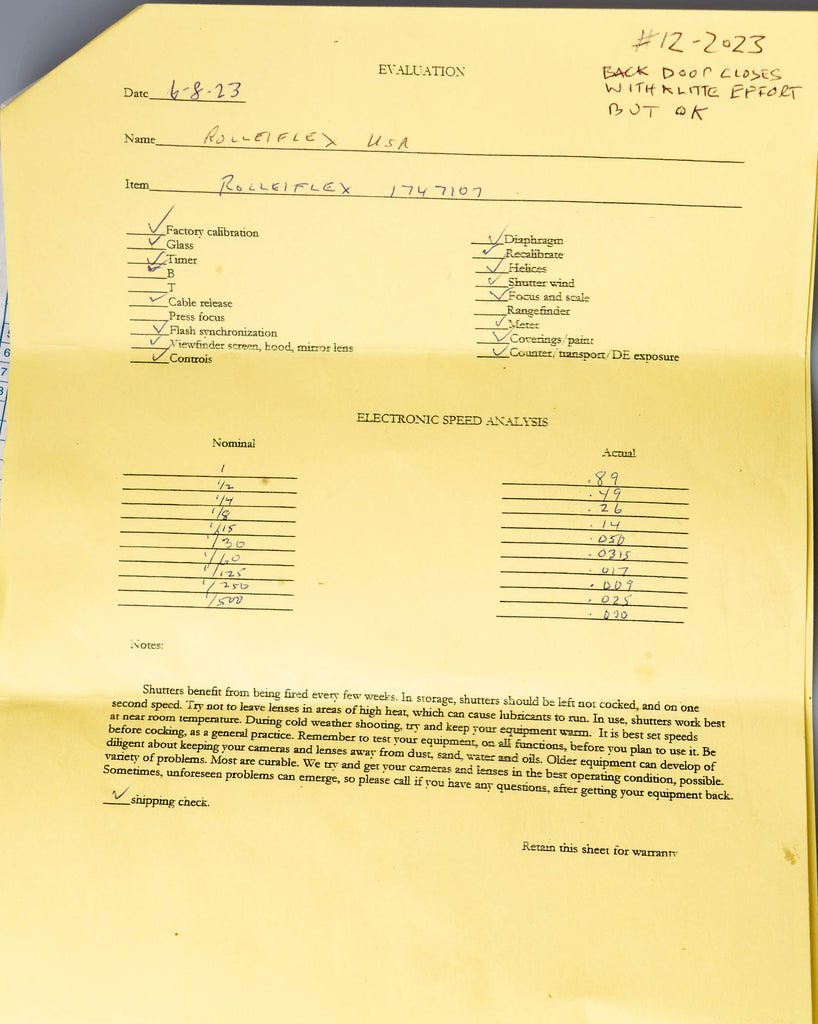 #12-2023
EVALUATION
BACK DOOR CLOSES
WITH A LITTLE EFFORT
BUT OK
Date 6-8-23
Name ROLLEIFLEX USA
Item ROLLEIFLEX 1747107
✓ Factory calibration
✓ Glass
✓ Timer
✓ B
T
✓ Cable release
Press focus
✓ Flash synchronization
✓ Viewfinder screen, hood, mirror lens
✓ Controls
✓ Diaphragm
✓ Recalibrate
✓ Helices
✓ Shutter wind
✓ Focus and scale
Rangefinder
✓ Meter
✓ Coverings/paint
✓ Counter/transport/DE exposure
ELECTRONIC SPEED ANALYSIS
Nominal
1
1/2
1/4
1/8
1/15
1/30
1/60
1/125
1/250
1/500
Actual
.89
.49
.26
.14
.050
.0315
.017
.009
.025
Notes:
Shutters benefit from being fired every few weeks. In storage, shutters should be left not cocked, and on one
second speed. Try not to leave lenses in areas of high heat, which can cause lubricants to run. In use, shutters work best
at near room temperature. During cold weather shooting, try and keep your equipment warm. It is best set speeds
before cocking, as a general practice. Remember to test your equipment, on all functions, before you plan to use it. Be
diligent about keeping your cameras and lenses away from dust, sand, water and oils. Older equipment can develop of
variety of problems. Most are curable. We try and get your cameras and lenses in the best operating condition, possible.
Sometimes, unforeseen problems can emerge, so please call if you have any questions, after getting your equipment back.
✓ shipping check.
Retain this sheet for warranty